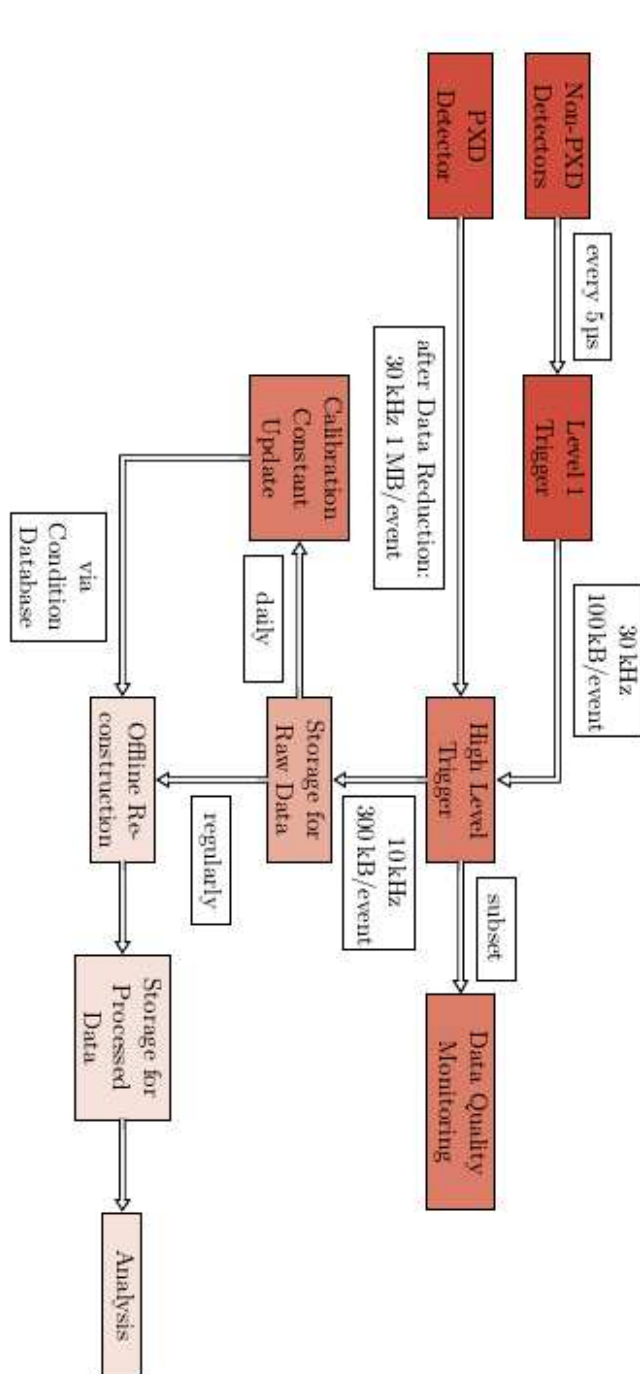 Non-PXD
Detectors
every 5 µs
Level 1
Trigger
30 kHz
100 kB/event
PXD
Detector
after Data Reduction:
30 kHz 1 MB/event
High Level
Trigger
subset
Data Quality
Monitoring
10 kHz
300 kB/event
Calibration
Constant
Update
daily
Storage for
Raw Data
regularly
via
Condition
Database
Offline Re-
construction
Storage for
Processed
Data
Analysis